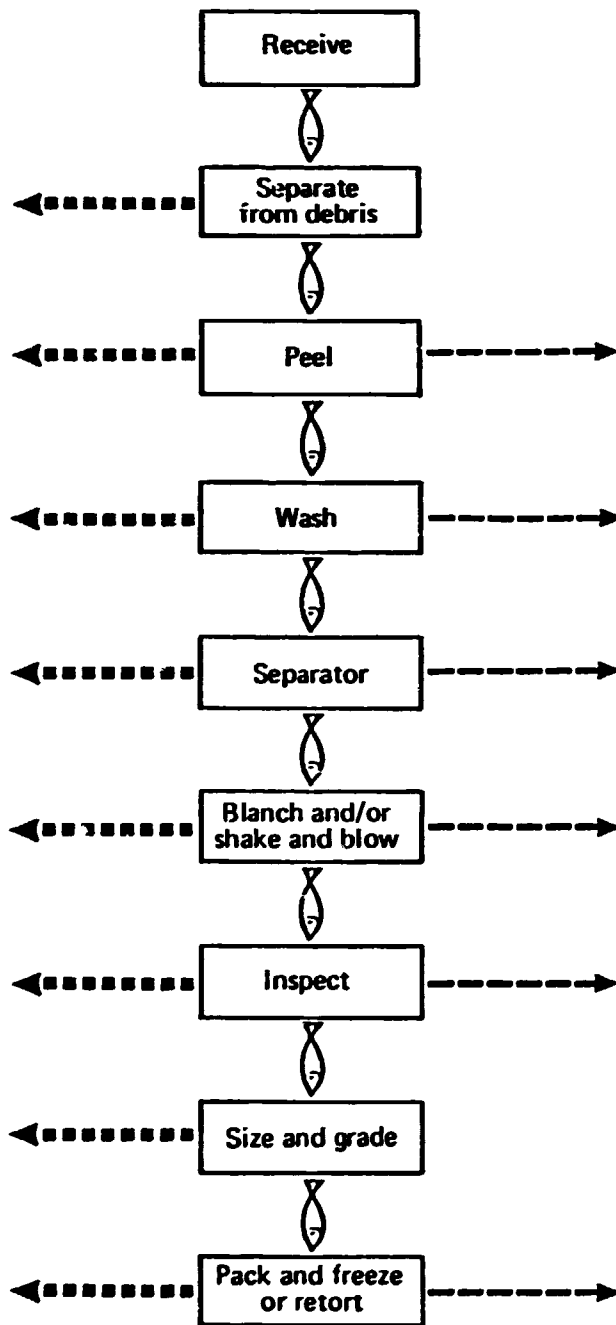 Receive
Separate
from debris
Peel
Wash
Separator
Blanch and/or
shake and blow
Inspect
Size and grade
Pack and freeze
or retort